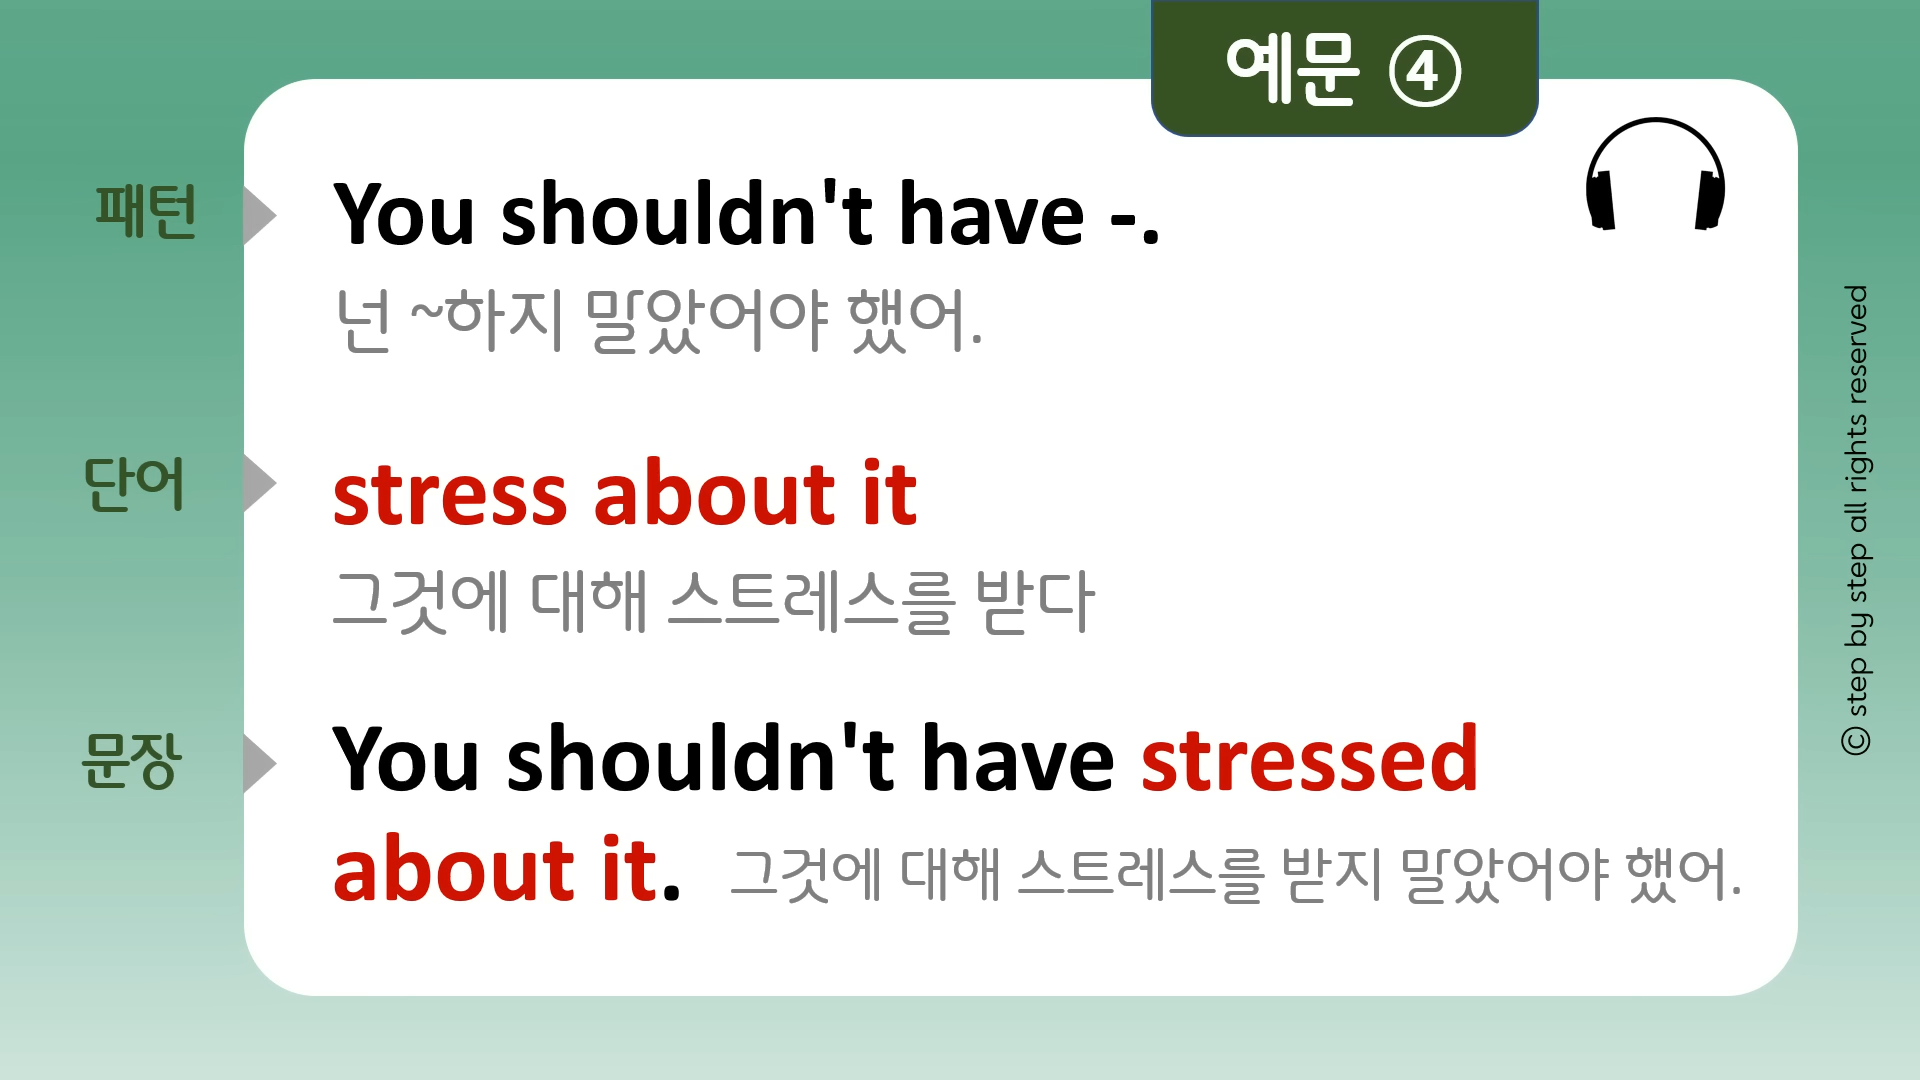 예문 ④
패턴
You shouldn't have -.
넌 ~하지 말았어야 했어.
단어
stress about it
그것에 대해 스트레스를 받다
문장
You shouldn't have stressed
about it. 그것에 대해 스트레스를 받지 말았어야 했어.
© step by step all rights reserved